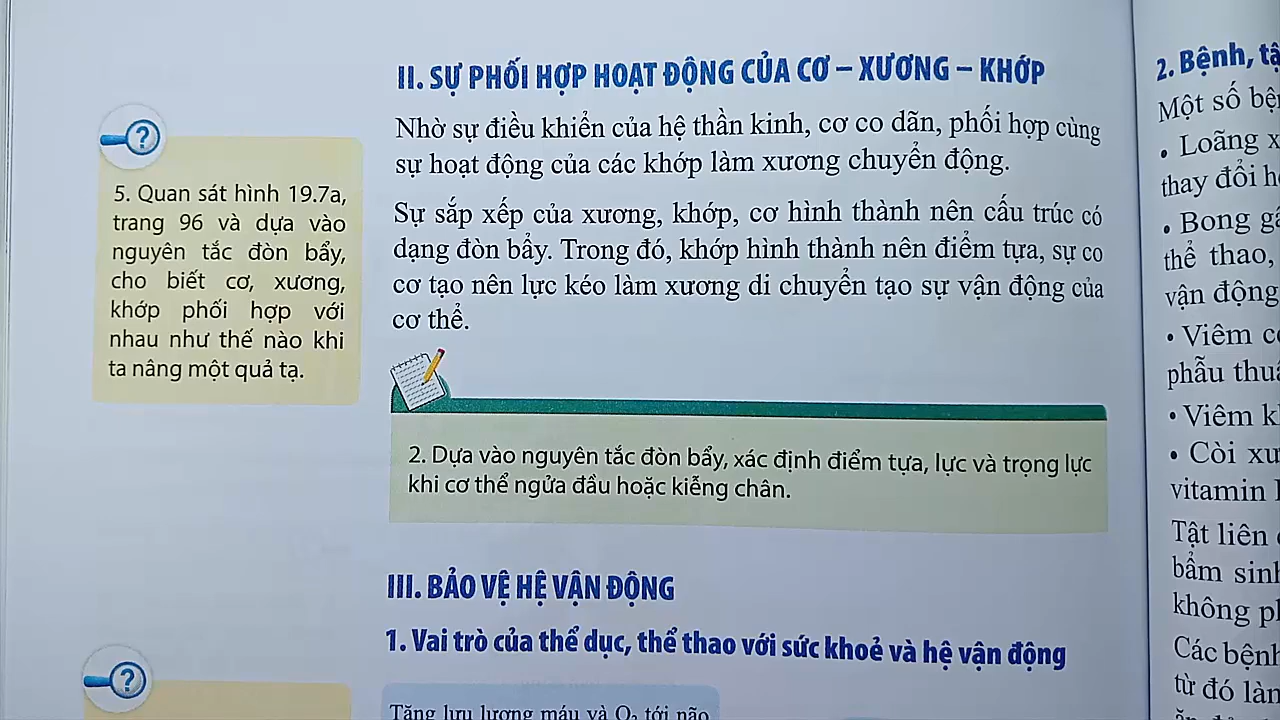 II. SỰ PHỐI HỢP HOẠT ĐỘNG CỦA CƠ – XƯƠNG – KHỚP
Nhờ sự điều khiển của hệ thần kinh, cơ co dãn, phối hợp cùng
sự hoạt động của các khớp làm xương chuyển động.
Sự sắp xếp của xương, khớp, cơ hình thành nên cấu trúc có
dạng đòn bẩy. Trong đó, khớp hình thành nên điểm tựa, sự co
cơ tạo nên lực kéo làm xương di chuyển tạo sự vận động của
cơ thể.
5. Quan sát hình 19.7a,
trang 96 và dựa vào
nguyên tắc đòn bẩy,
cho biết cơ, xương,
khớp phối hợp với
nhau như thế nào khi
ta nâng một quả tạ.
2. Dựa vào nguyên tắc đòn bẩy, xác định điểm tựa, lực và trọng lực
khi cơ thể ngửa đầu hoặc kiễng chân.
III. BẢO VỆ HỆ VẬN ĐỘNG
1. Vai trò của thể dục, thể thao với sức khoẻ và hệ vận động
Tăng lưu lượng máu và O₂ tới não
2. Bệnh,
Một số
• Loãng
thay đổi
• Bong
thể thao,
vận động
• Viêm
phẫu
• Viêm
• Còi
vitamin
Tật liên
bẩm
không
Các bệnh
từ đó